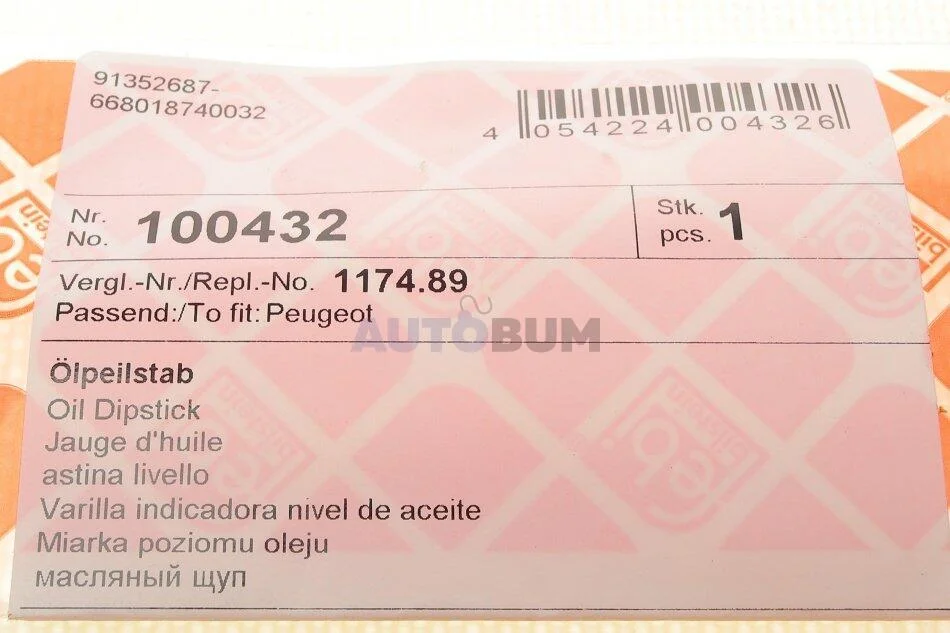 91352687-
668018740032
4 054224 004326
Nr.
No. 100432
Stk.
pcs. 1
Vergl.-Nr./Repl.-No. 1174.89
Passend:/To fit: Peugeot
AUTOBUM
Ölpeilstab
Oil Dipstick
Jauge d'huile
astina livello
Varilla indicadora nivel de aceite
Miarka poziomu oleju
масляный щуп
febi
bilstein